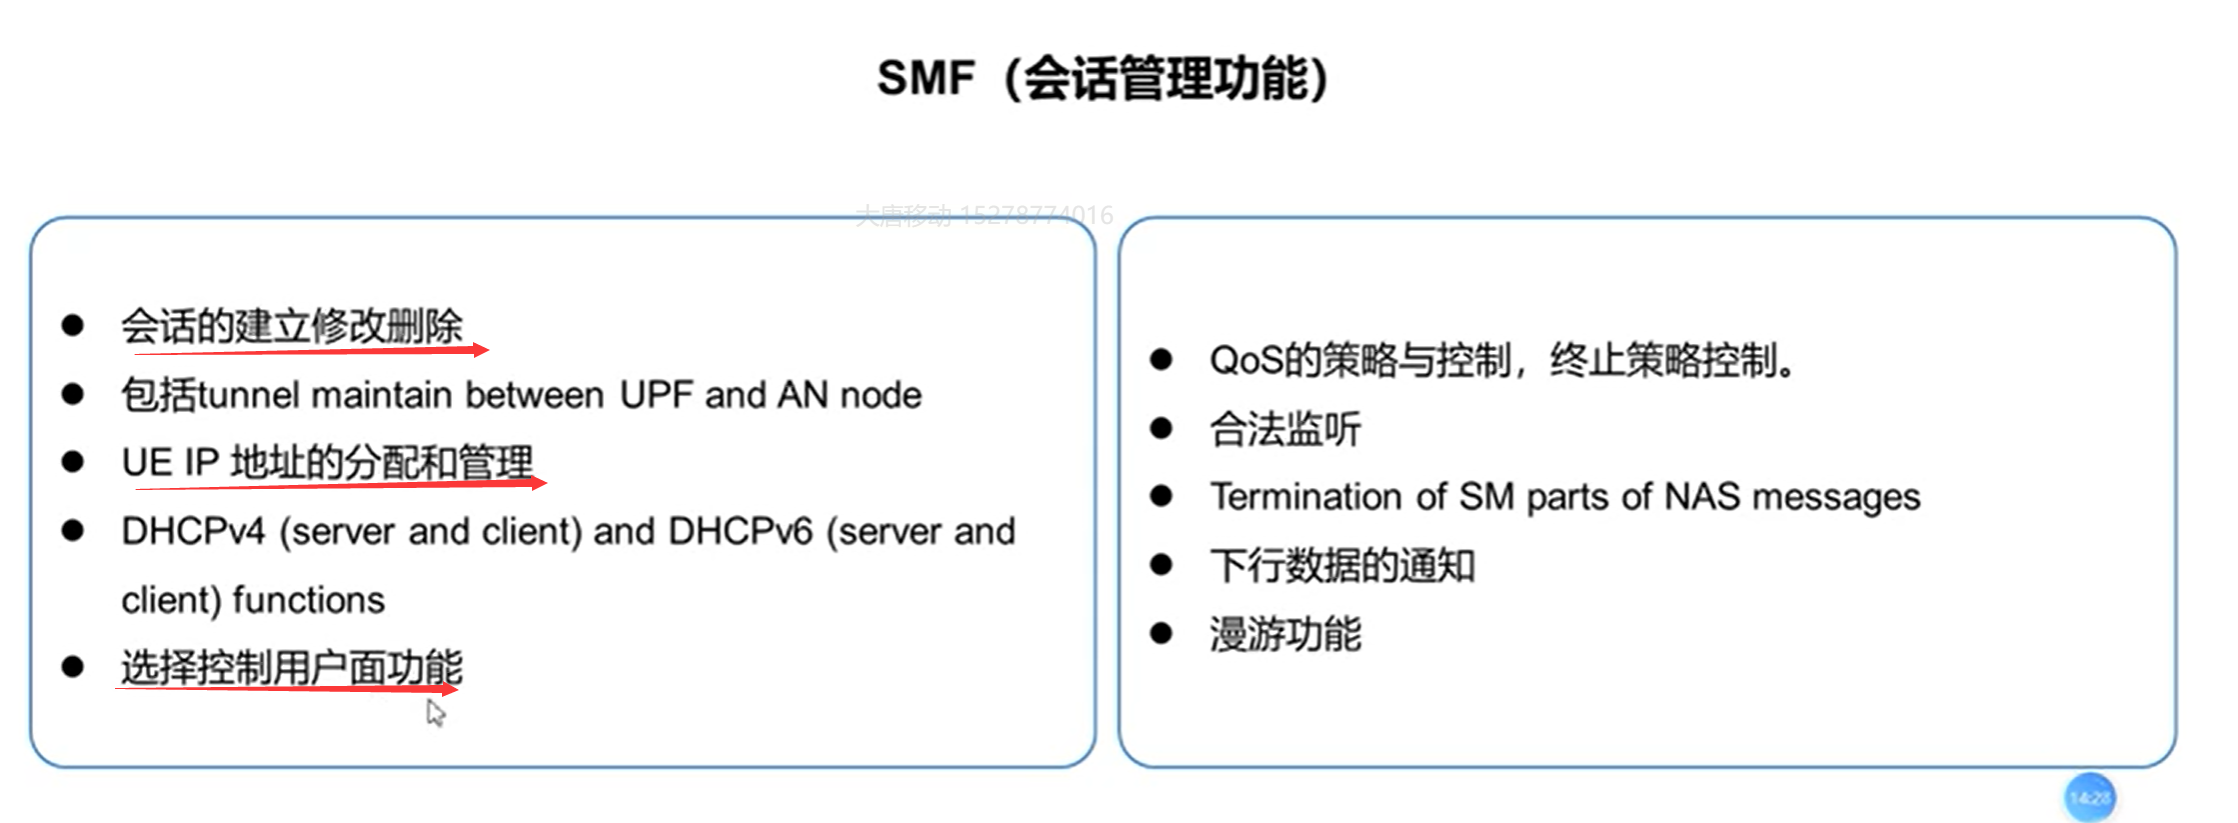 SMF（会话管理功能）
大唐移动 15278774016
会话的建立修改删除
包括tunnel maintain between UPF and AN node
UE IP 地址的分配和管理
DHCPv4 (server and client) and DHCPv6 (server and
client) functions
选择控制用户面功能
QoS的策略与控制，终止策略控制。
合法监听
Termination of SM parts of NAS messages
下行数据的通知
漫游功能
14:23